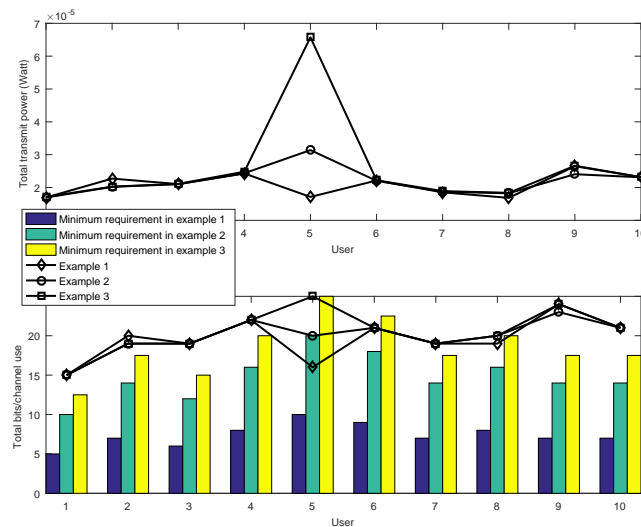 ×10⁻⁵
7
6
5
4
3
2
Total transmit power (Watt)
4 5 6 7 8 9 10
User
Minimum requirement in example 1
Minimum requirement in example 2
Minimum requirement in example 3
Example 1
Example 2
Example 3
20
15
10
5
0
Total bits/channel use
1 2 3 4 5 6 7 8 9 10
User